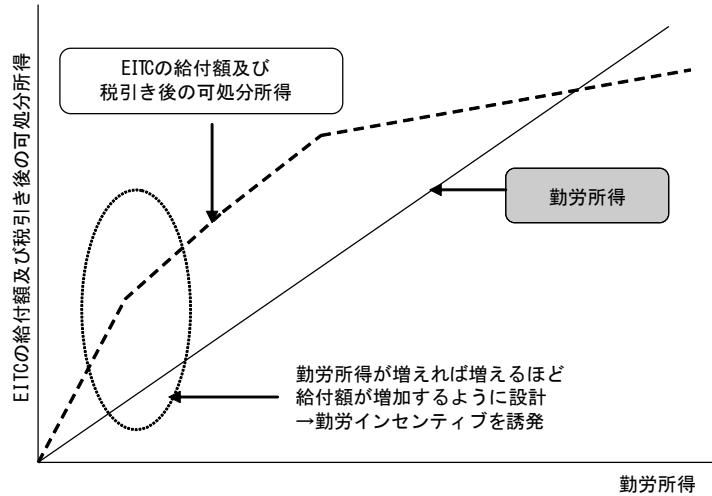 EITCの給付額及び税引き後の可処分所得
EITCの給付額及び
税引き後の可処分所得
勤労所得
勤労所得が増えれば増えるほど
給付額が増加するように設計
→勤労インセンティブを誘発
勤労所得